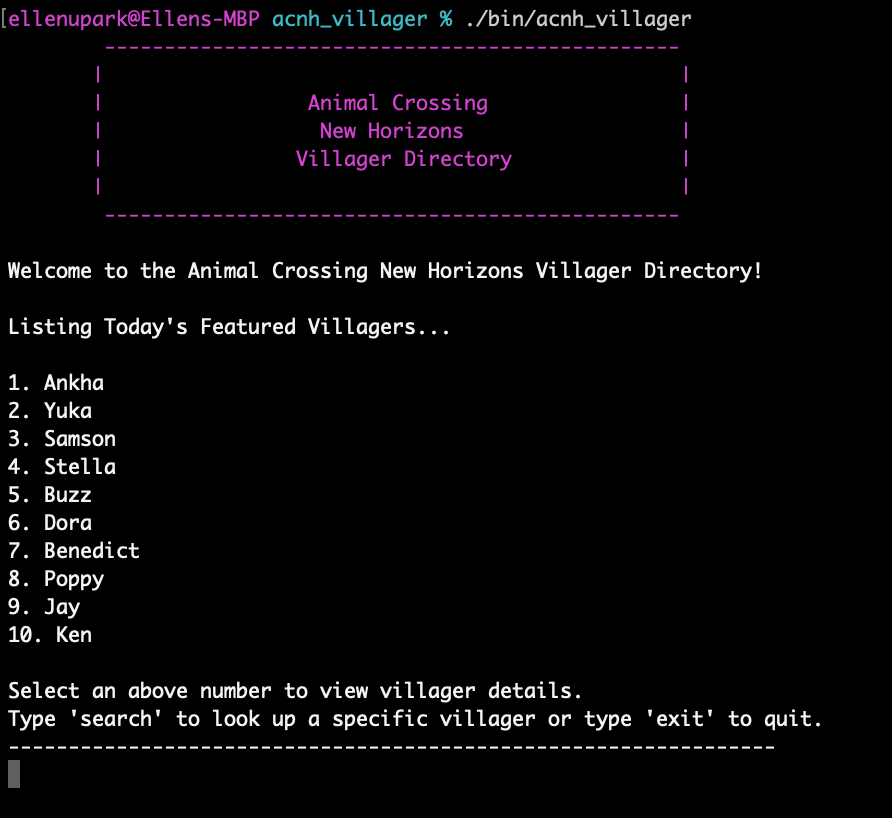 [ellenupark@Ellens-MBP acnh_villager % ./bin/acnh_villager
------------------------------------------------
|                                                |
|                 Animal Crossing                |
|                  New Horizons                  |
|                Villager Directory              |
|                                                |
------------------------------------------------
Welcome to the Animal Crossing New Horizons Villager Directory!
Listing Today's Featured Villagers...
1. Ankha
2. Yuka
3. Samson
4. Stella
5. Buzz
6. Dora
7. Benedict
8. Poppy
9. Jay
10. Ken
Select an above number to view villager details.
Type 'search' to look up a specific villager or type 'exit' to quit.
----------------------------------------------------------------